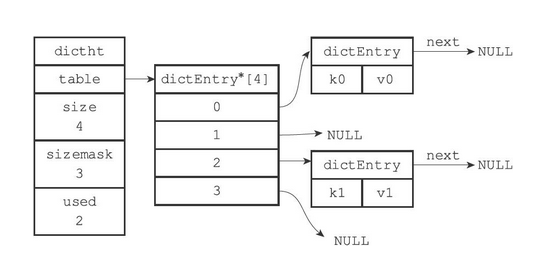 dictht
table
size
4
sizemask
3
used
2
dictEntry*[4]
0
1
2
3
dictEntry
k0 v0
next
NULL
NULL
dictEntry
k1 v1
next
NULL
NULL